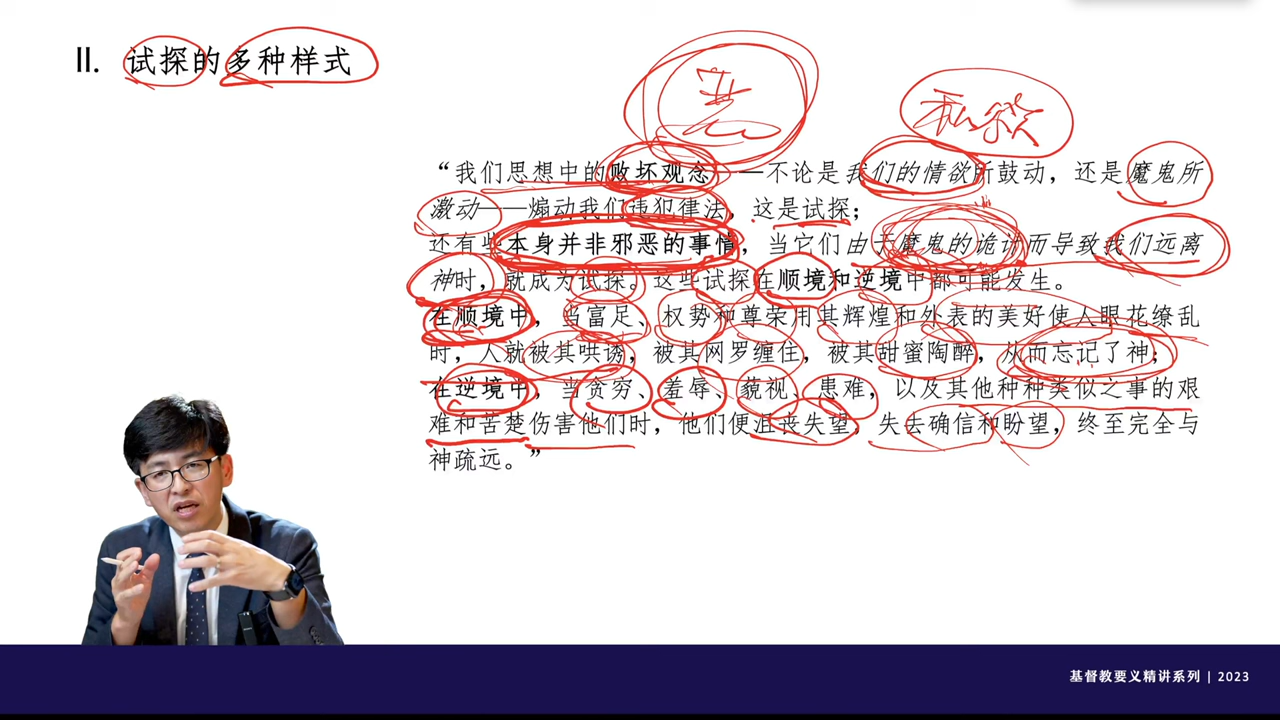 II. 试探的多种样式
恶
私欲
“我们思想中的败坏观念——不论是我们的情欲所鼓动，还是魔鬼所
激动——煽动我们违犯律法，这是试探；
还有些本身并非邪恶的事情，当它们由于魔鬼的诡计而导致我们远离
神时，就成为试探。这些试探在顺境和逆境中都可能发生。
在顺境中，当富足、权势和尊荣用其辉煌和外表的美好使人眼花缭乱
时，人就被其哄诱，被其网罗缠住，被其甜蜜陶醉，从而忘记了神；
在逆境中，当贪穷、羞辱、藐视、患难，以及其他种种类似之事的艰
难和苦楚伤害他们时，他们便沮丧失望，失去确信和盼望，终至完全与
神疏远。”
基督教要义精讲系列 | 2023